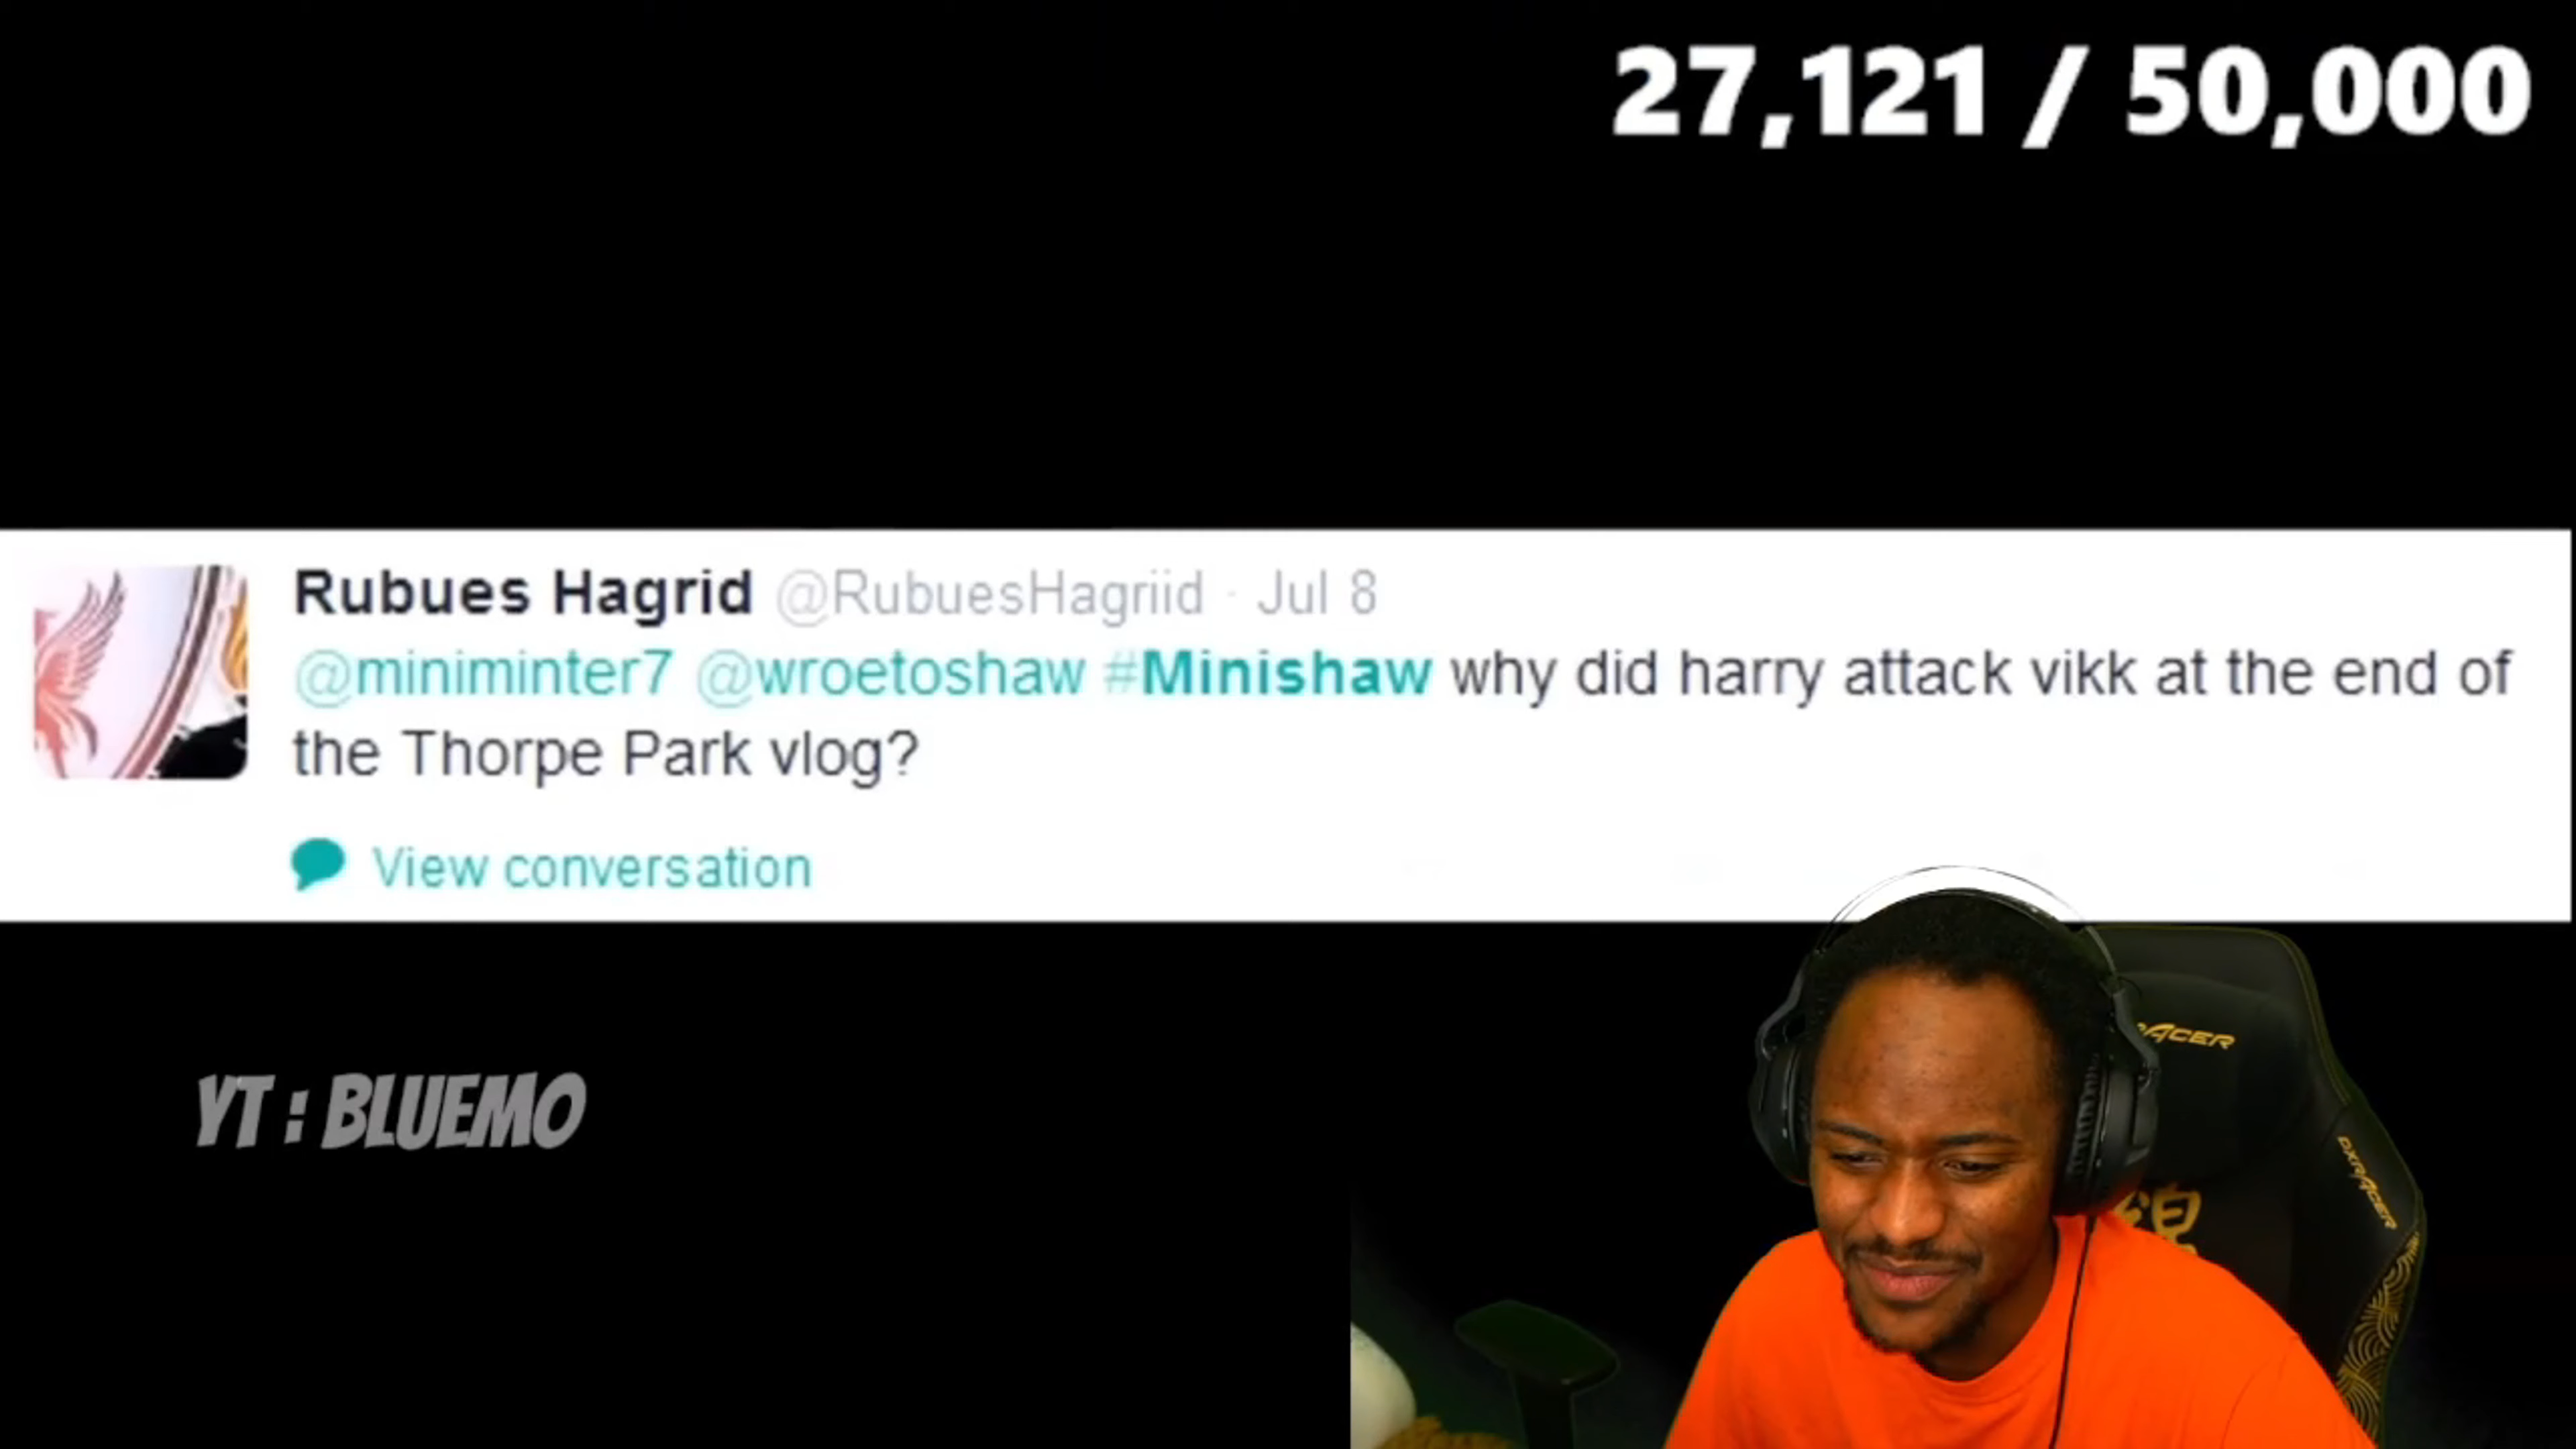 27,121 / 50,000
Rubues Hagrid @RubuesHagriid · Jul 8
@miniminter7 @wroetoshaw #Minishaw why did harry attack vikk at the end of
the Thorpe Park vlog?
View conversation
YT : BLUEMO
DXRACER